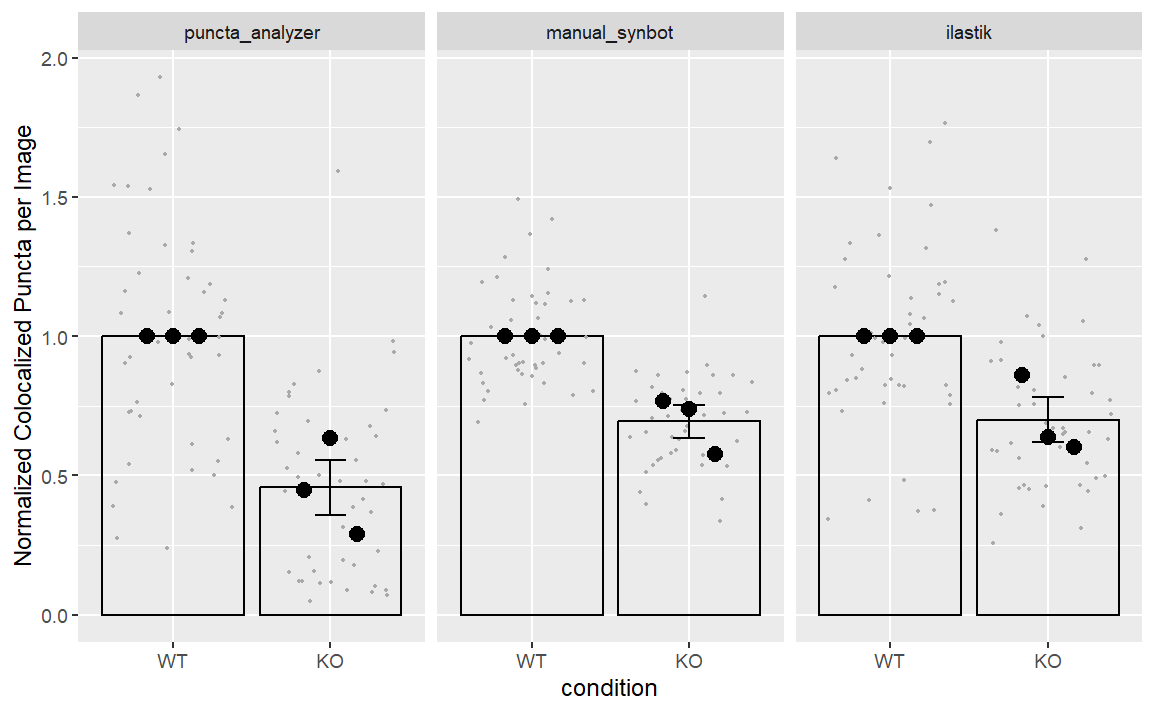 puncta_analyzer manual_synbot ilastik
Normalized Colocalized Puncta per Image
2.0
1.5
1.0
0.5
0.0
WT KO WT KO WT KO
condition